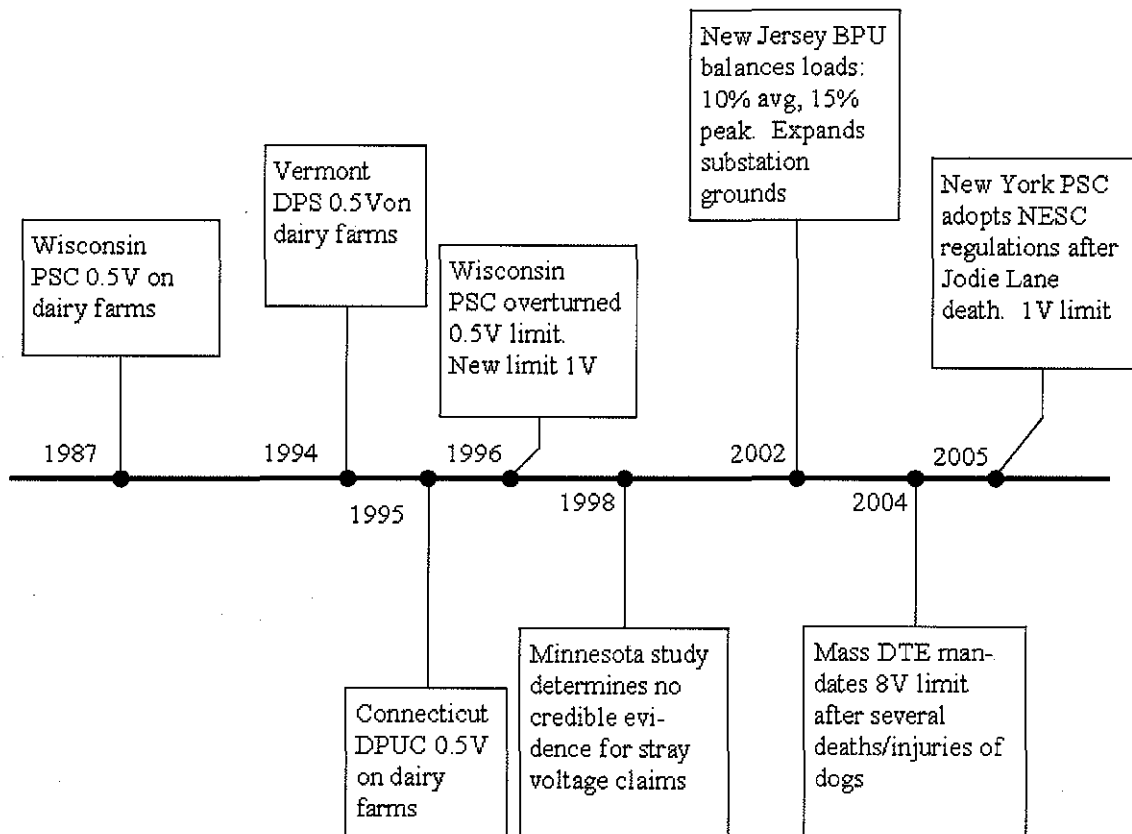 New Jersey BPU
balances loads:
10% avg, 15%
peak. Expands
substation
grounds
Vermont
DPS 0.5Von
dairy farms
New York PSC
adopts NESC
regulations after
Jodie Lane
death. 1V limit
Wisconsin
PSC 0.5V on
dairy farms
Wisconsin
PSC overturned
0.5V limit.
New limit 1V
1987
1994
1996
2002
2005
1995
1998
2004
Minnesota study
determines no
credible evi-
dence for stray
voltage claims
Mass DTE man-
dates 8V limit
after several
deaths/injuries of
dogs
Connecticut
DPUC 0.5V
on dairy
farms